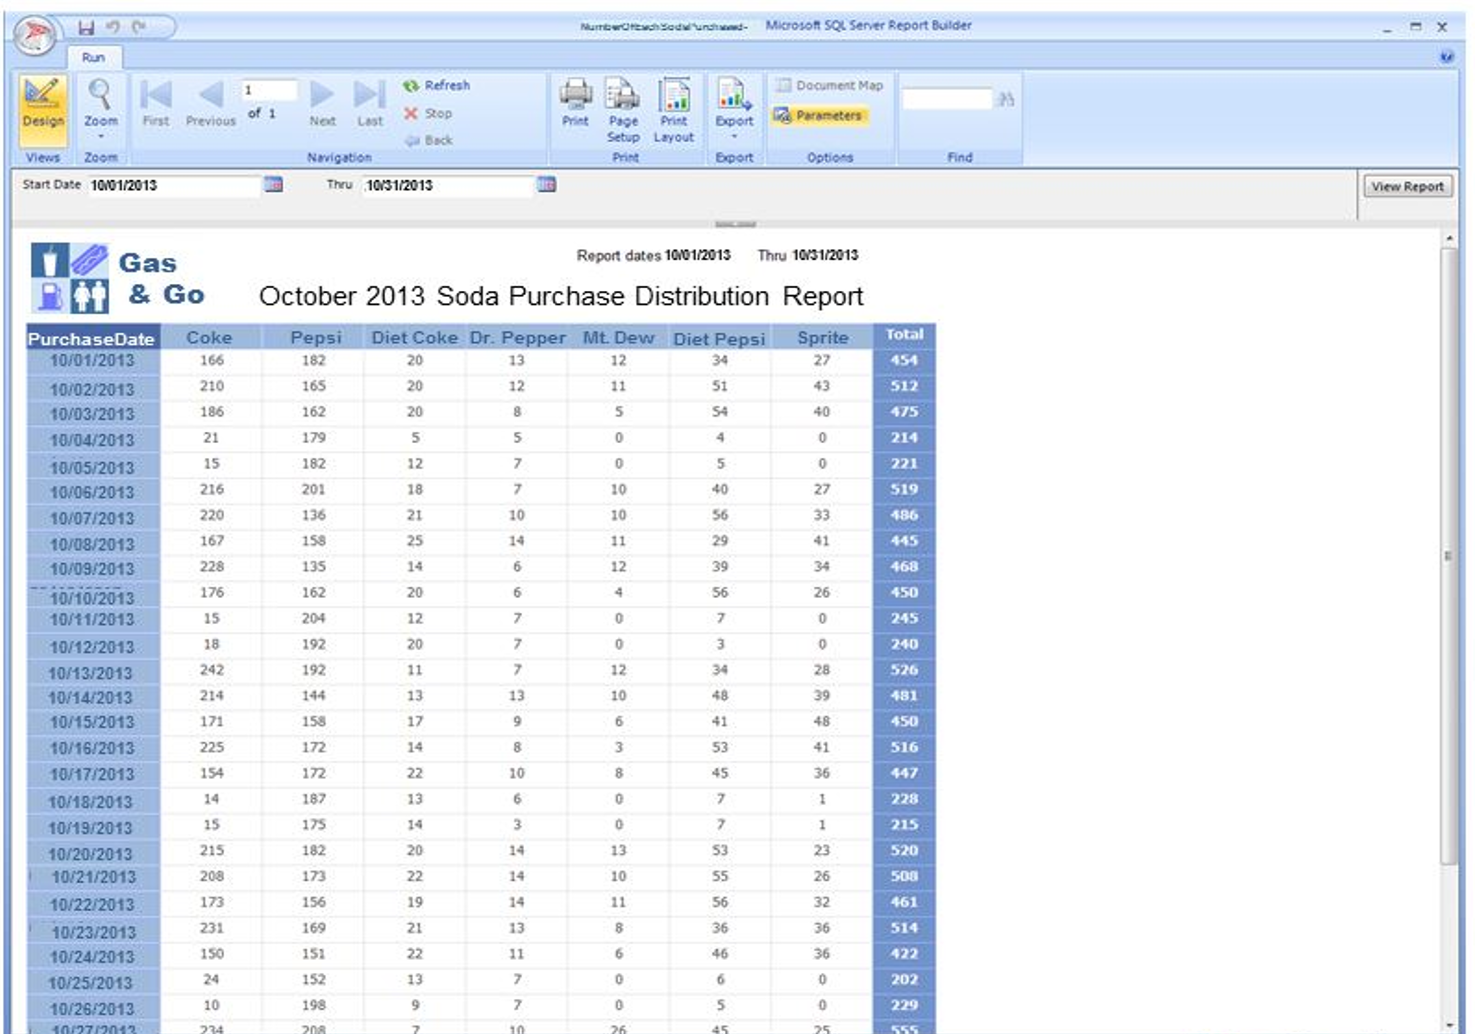 Microsoft SQL Server Report Builder
Run
Design
Zoom
First
Previous
1
of 1
Next
Last
Refresh
Stop
Back
Print
Page Setup
Print Layout
Export
Document Map
Parameters
Views
Zoom
Navigation
Print
Export
Options
Find
Start Date 10/01/2013 Thru 10/31/2013 View Report
Gas
& Go
Report dates 10/01/2013 Thru 10/31/2013
October 2013 Soda Purchase Distribution Report
PurchaseDate Coke Pepsi Diet Coke Dr. Pepper Mt. Dew Diet Pepsi Sprite Total
10/01/2013 166 182 20 13 12 34 27 454
10/02/2013 210 165 20 12 11 51 43 512
10/03/2013 186 162 20 8 5 54 40 475
10/04/2013 21 179 5 5 0 4 0 214
10/05/2013 15 182 12 7 0 5 0 221
10/06/2013 216 201 18 7 10 40 27 519
10/07/2013 220 136 21 10 10 56 33 486
10/08/2013 167 158 25 14 11 29 41 445
10/09/2013 228 135 14 6 12 39 34 468
10/10/2013 176 162 20 6 4 56 26 450
10/11/2013 15 204 12 7 0 7 0 245
10/12/2013 18 192 20 7 0 3 0 240
10/13/2013 242 192 11 7 12 34 28 526
10/14/2013 214 144 13 13 10 48 39 481
10/15/2013 171 158 17 9 6 41 48 450
10/16/2013 225 172 14 8 3 53 41 516
10/17/2013 154 172 22 10 8 45 36 447
10/18/2013 14 187 13 6 0 7 1 228
10/19/2013 15 175 14 3 0 7 1 215
10/20/2013 215 182 20 14 13 53 23 520
10/21/2013 208 173 22 14 10 55 26 508
10/22/2013 173 156 19 14 11 56 32 461
10/23/2013 231 169 21 13 8 36 36 514
10/24/2013 150 151 22 11 6 46 36 422
10/25/2013 24 152 13 7 0 6 0 202
10/26/2013 10 198 9 7 0 5 0 229
10/27/2013 234 208 7 10 26 45 25 555